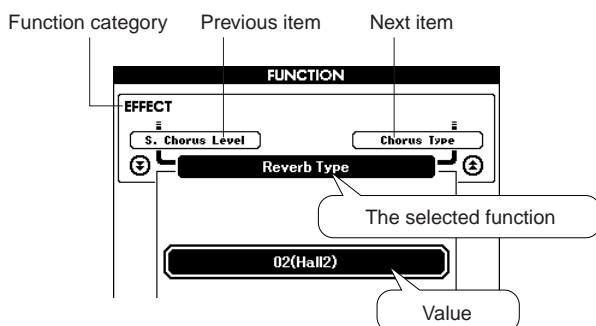 Function category Previous item Next item
FUNCTION
EFFECT
S. Chorus Level Chorus Type
Reverb Type
The selected function
02(Hall2)
Value